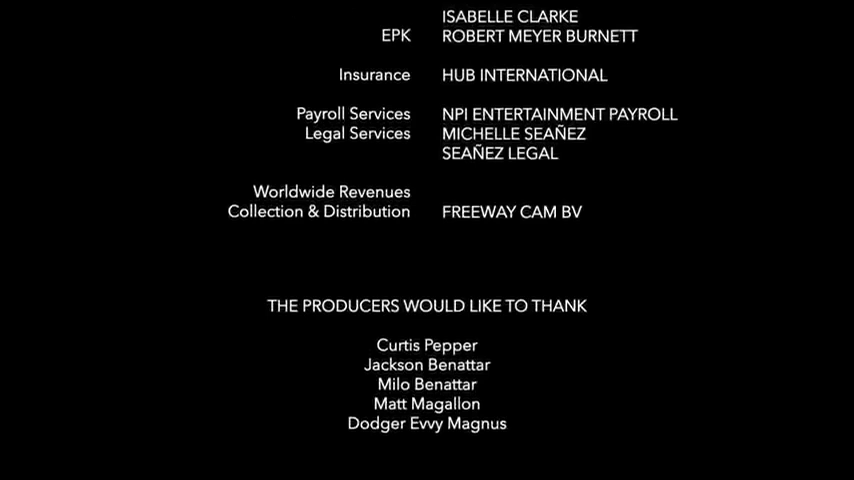 ISABELLE CLARKE
EPK ROBERT MEYER BURNETT
Insurance HUB INTERNATIONAL
Payroll Services NPI ENTERTAINMENT PAYROLL
Legal Services MICHELLE SEAÑEZ
SEAÑEZ LEGAL
Worldwide Revenues
Collection & Distribution FREEWAY CAM BV
THE PRODUCERS WOULD LIKE TO THANK
Curtis Pepper
Jackson Benattar
Milo Benattar
Matt Magallon
Dodger Evvy Magnus